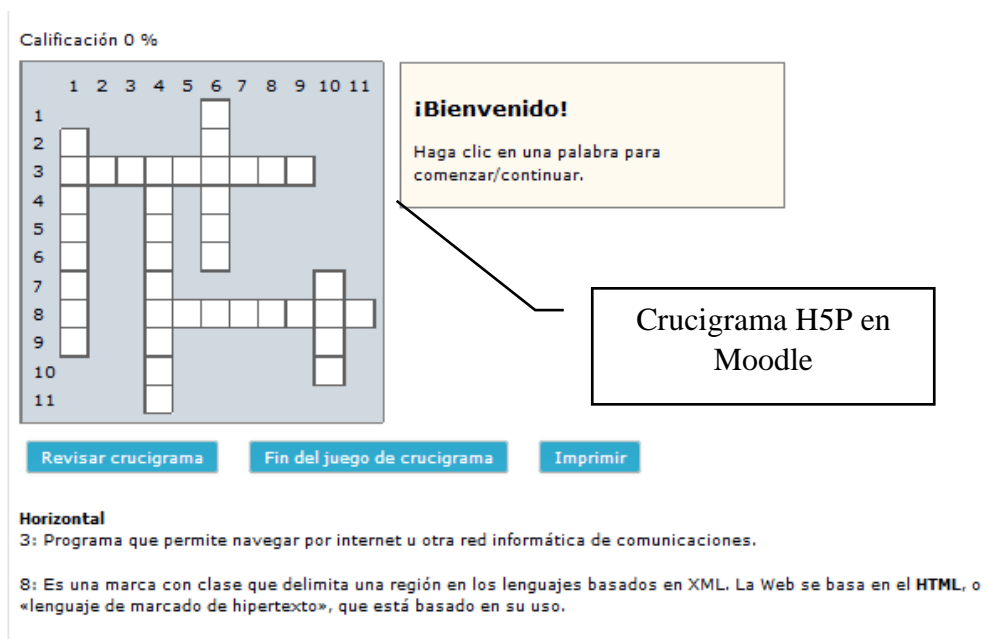 Calificación 0 %
1 2 3 4 5 6 7 8 9 10 11
1
2
3
4
5
6
7
8
9
10
11
¡Bienvenido!
Haga clic en una palabra para
comenzar/continuar.
Crucigrama H5P en
Moodle
Revisar crucigrama Fin del juego de crucigrama Imprimir
Horizontal
3: Programa que permite navegar por internet u otra red informática de comunicaciones.
8: Es una marca con clase que delimita una región en los lenguajes basados en XML. La Web se basa en el HTML, o
«lenguaje de marcado de hipertexto», que está basado en su uso.